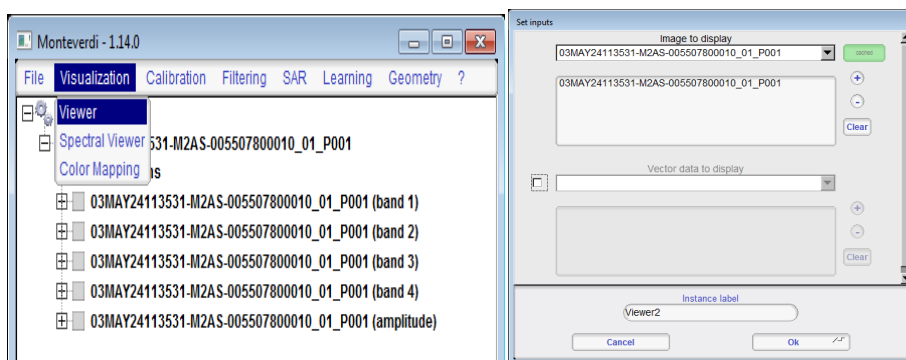 Monteverdi - 1.14.0
File Visualization Calibration Filtering SAR Learning Geometry ?
Viewer
Spectral Viewer 531-M2AS-005507800010_01_P001
Color Mapping ns
03MAY24113531-M2AS-005507800010_01_P001 (band 1)
03MAY24113531-M2AS-005507800010_01_P001 (band 2)
03MAY24113531-M2AS-005507800010_01_P001 (band 3)
03MAY24113531-M2AS-005507800010_01_P001 (band 4)
03MAY24113531-M2AS-005507800010_01_P001 (amplitude)
Set inputs
Image to display
03MAY24113531-M2AS-005507800010_01_P001
03MAY24113531-M2AS-005507800010_01_P001
Clear
Vector data to display
Clear
Instance label
Viewer2
Cancel Ok